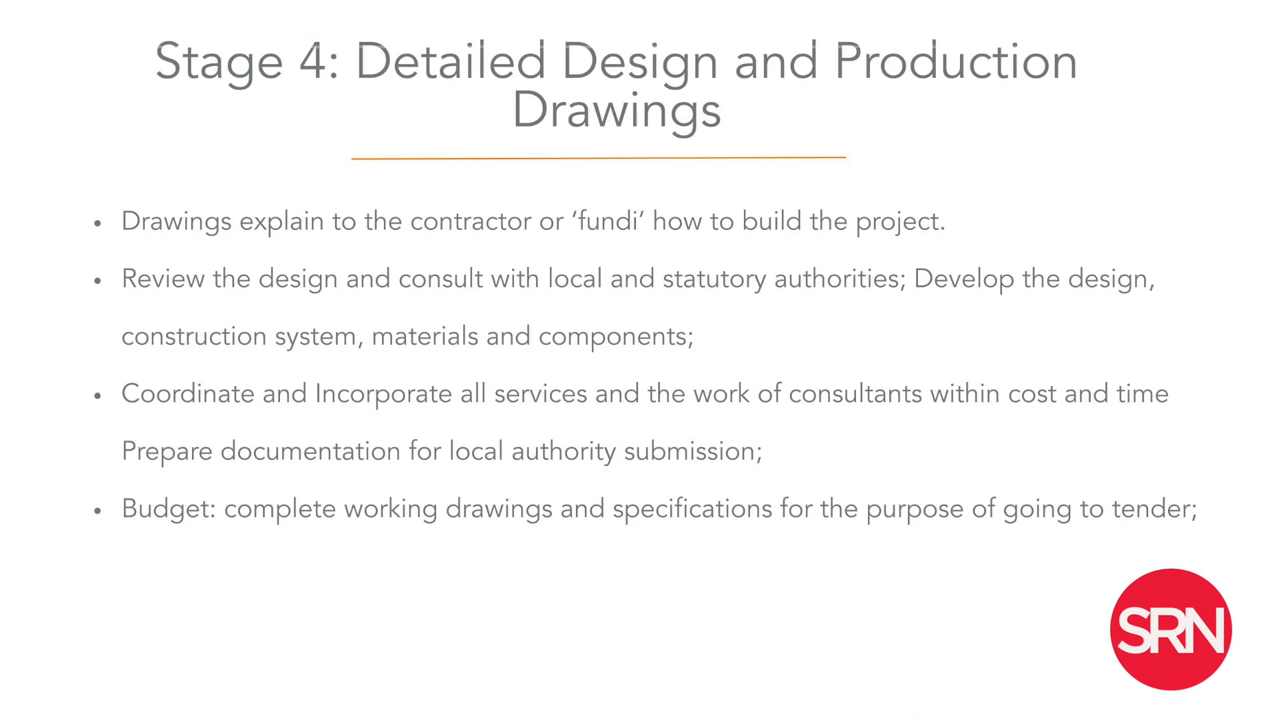 Stage 4: Detailed Design and Production
Drawings
• Drawings explain to the contractor or ‘fundi’ how to build the project.
• Review the design and consult with local and statutory authorities; Develop the design,
construction system, materials and components;
• Coordinate and Incorporate all services and the work of consultants within cost and time
Prepare documentation for local authority submission;
• Budget: complete working drawings and specifications for the purpose of going to tender;
SRN